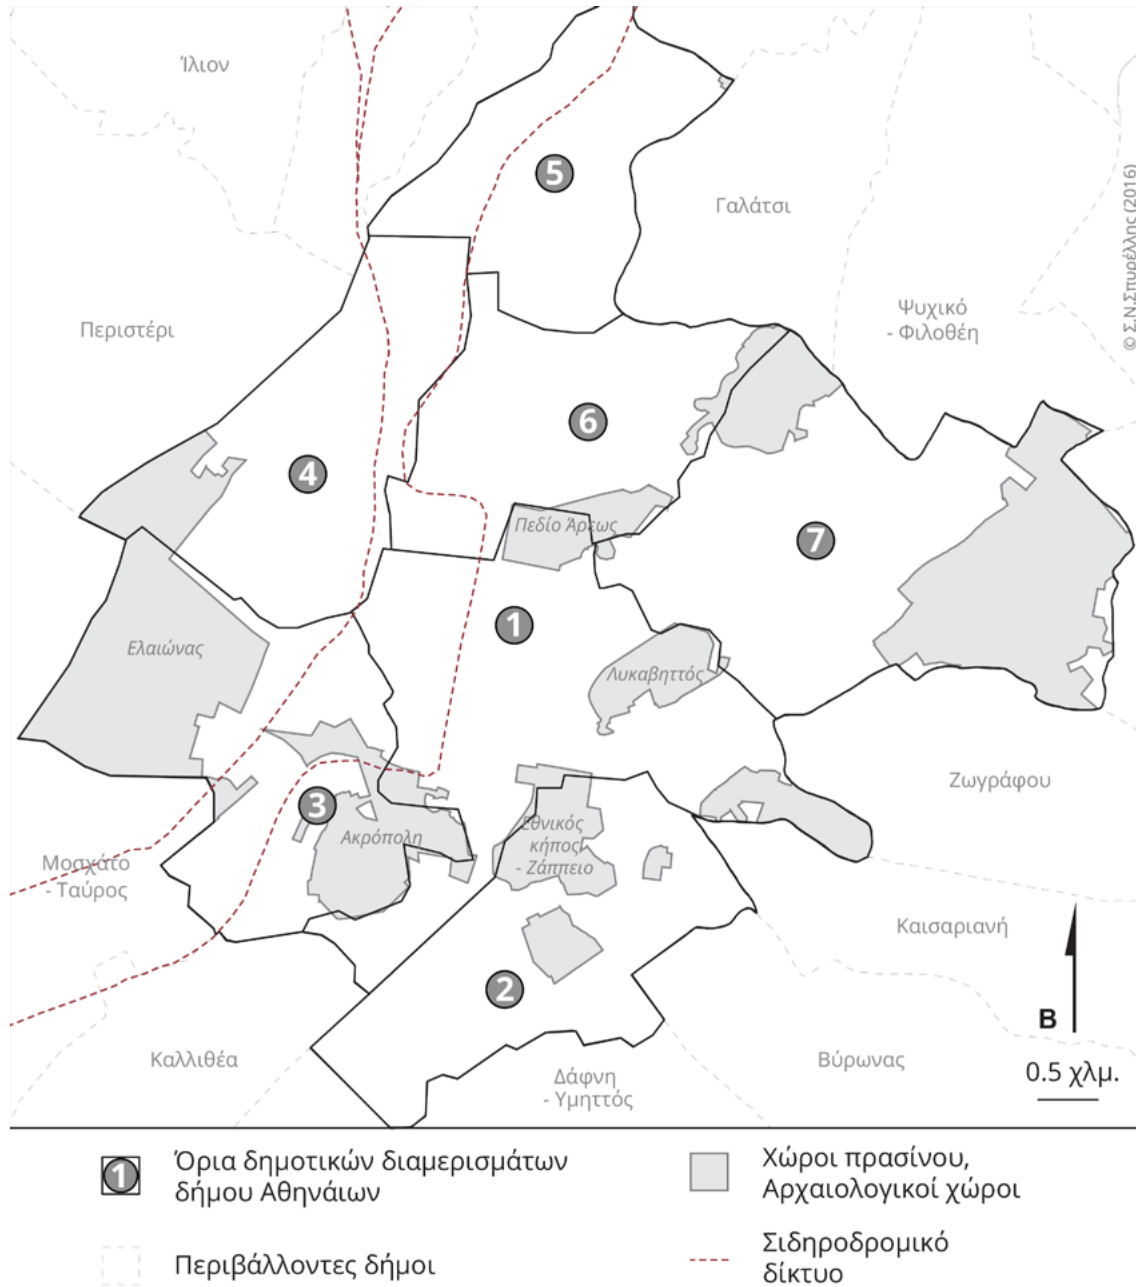 Ίλιον
5
Γαλάτσι
© Σ.Ν.Σπυρέλλης (2016)
Περιστέρι
Ψυχικό
- Φιλοθέη
6
4
Πεδίο Άρεως
7
1
Ελαιώνας
Λυκαβηττός
Ζωγράφου
3
Ακρόπολη
Εθνικός
κήπος
- Ζάππειο
Μοσχάτο
- Ταύρος
Καισαριανή
2
Β
Καλλιθέα
Βύρωνας
0.5 χλμ.
Δάφνη
- Υμηττός
1
Όρια δημοτικών διαμερισμάτων
δήμου Αθηνάιων
Χώροι πρασίνου,
Αρχαιολογικοί χώροι
Περιβάλλοντες δήμοι
Σιδηροδρομικό
δίκτυο